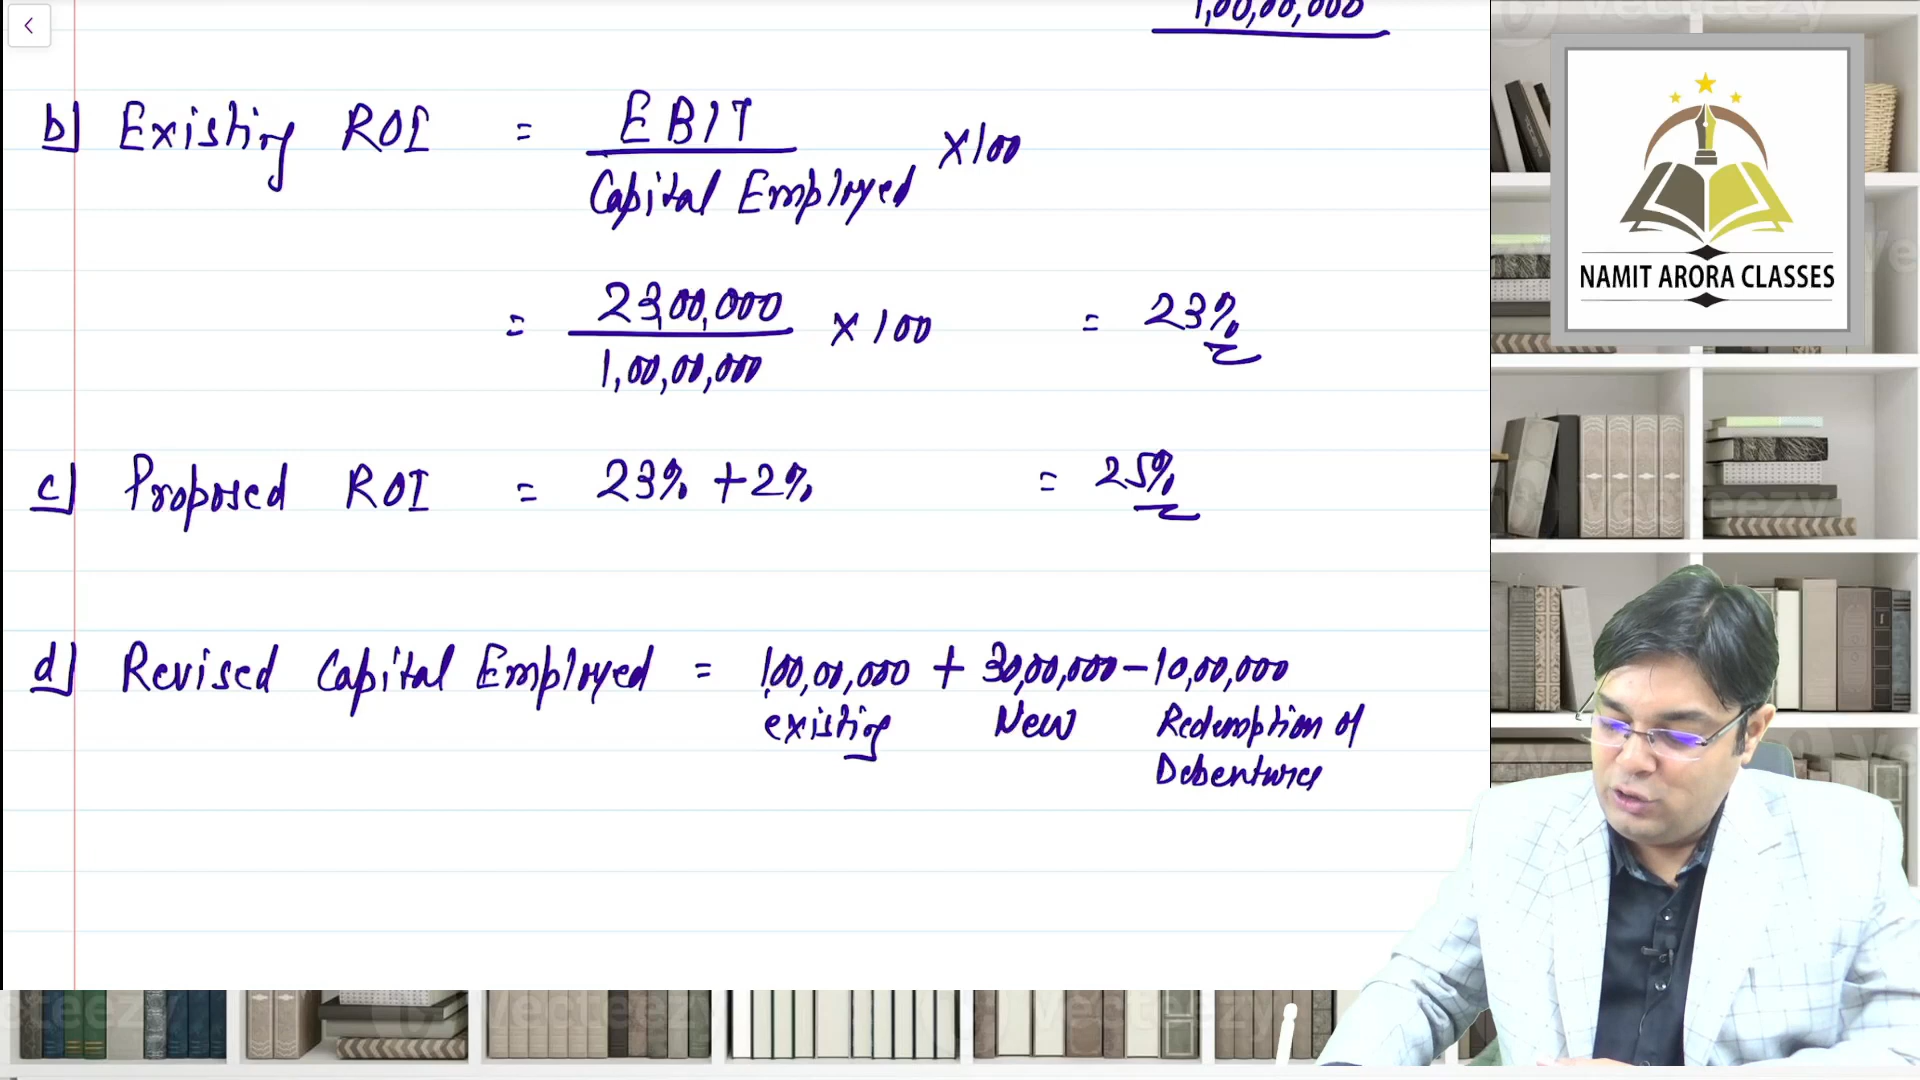 1,00,00,000
b] Existing ROI = EBIT / Capital Employed × 100
= 23,00,000 / 1,00,00,000 × 100 = 23%
c] Proposed ROI = 23% + 2% = 25%
d] Revised Capital Employed = 1,00,00,000 + 30,00,000 - 10,00,000
existing New Redemption of
Debentures
NAMIT ARORA CLASSES